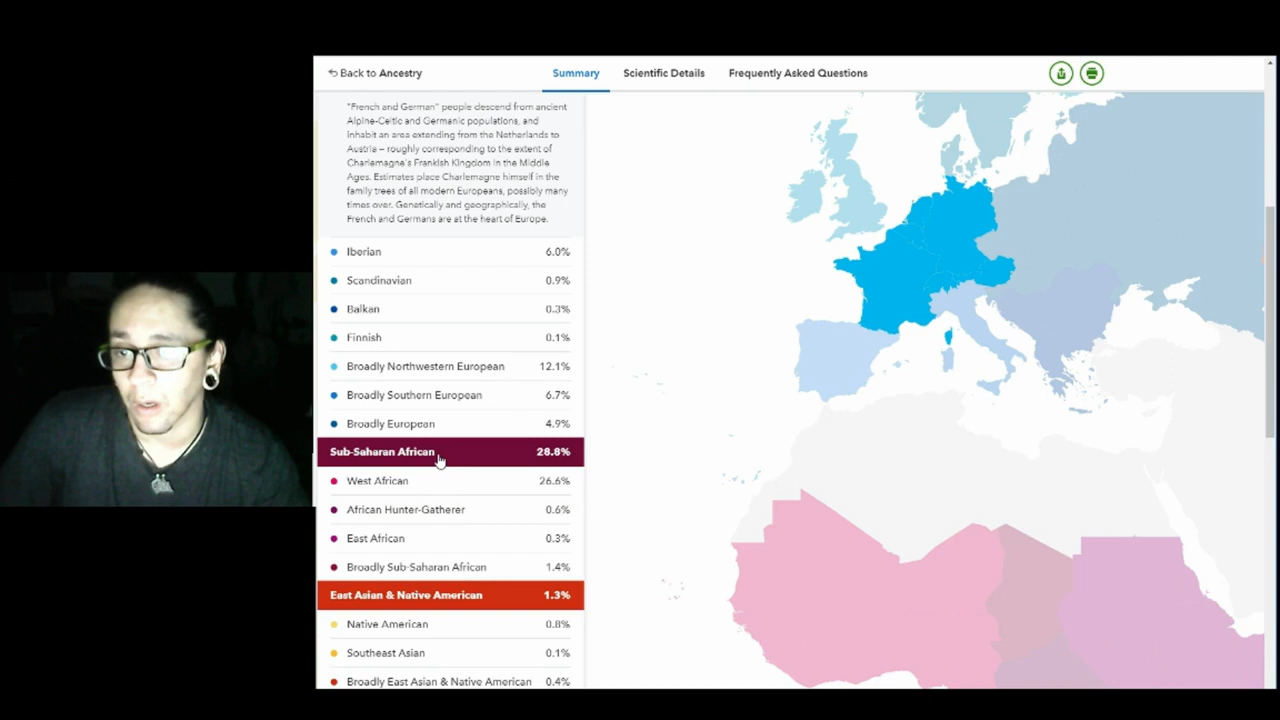 Back to Ancestry
Summary
Scientific Details
Frequently Asked Questions
"French and German" people descend from ancient
Alpine-Celtic and Germanic populations, and
inhabit an area extending from the Netherlands to
Austria – roughly corresponding to the extent of
Charlemagne's Frankish Kingdom in the Middle
Ages. Estimates place Charlemagne himself in the
family trees of all modern Europeans, possibly many
times over. Genetically and geographically, the
French and Germans are at the heart of Europe.
Iberian 6.0%
Scandinavian 0.9%
Balkan 0.3%
Finnish 0.1%
Broadly Northwestern European 12.1%
Broadly Southern European 6.7%
Broadly European 4.9%
Sub-Saharan African 28.8%
West African 26.6%
African Hunter-Gatherer 0.6%
East African 0.3%
Broadly Sub-Saharan African 1.4%
East Asian & Native American 1.3%
Native American 0.8%
Southeast Asian 0.1%
Broadly East Asian & Native American 0.4%